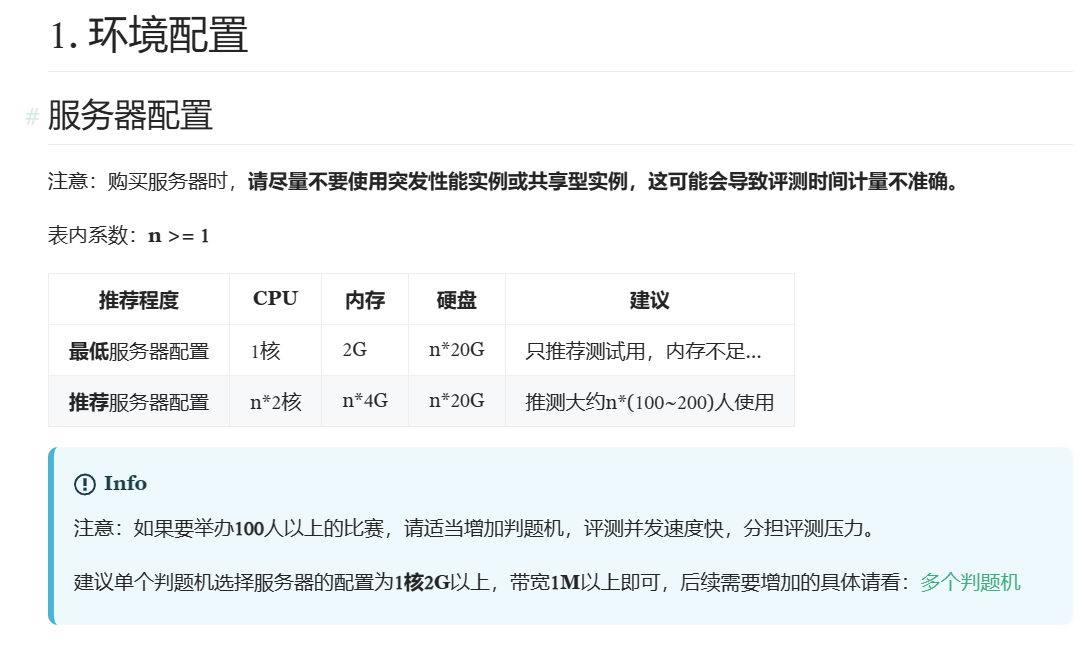 1. 环境配置
# 服务器配置
注意：购买服务器时，请尽量不要使用突发性能实例或共享型实例，这可能会导致评测时间计量不准确。
表内系数：n >= 1
推荐程度 CPU 内存 硬盘 建议
最低服务器配置 1核 2G n*20G 只推荐测试用，内存不足...
推荐服务器配置 n*2核 n*4G n*20G 推测大约n*(100~200)人使用
Info
注意：如果要举办100人以上的比赛，请适当增加判题机，评测并发速度快，分担评测压力。
建议单个判题机选择服务器的配置为1核2G以上，带宽1M以上即可，后续需要增加的具体请看：多个判题机